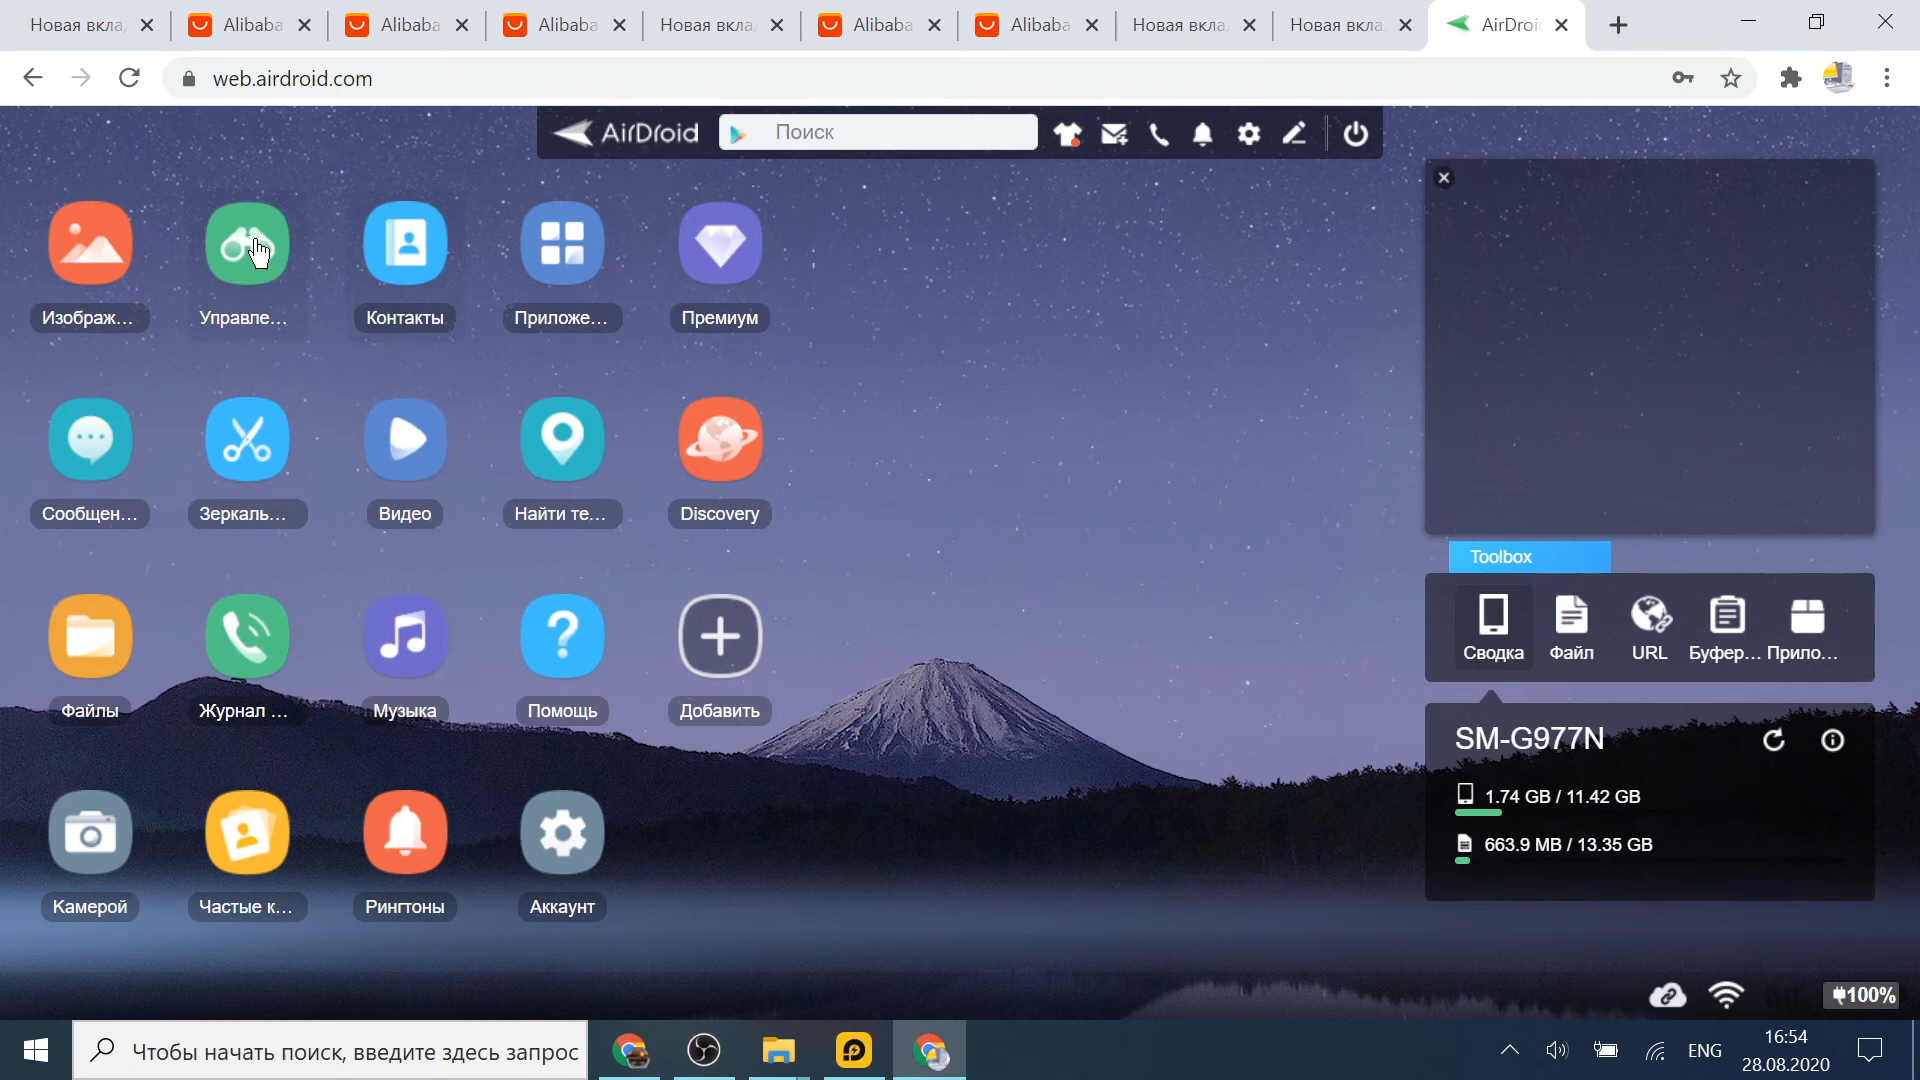 Новая вкла
Alibaba
Alibaba
Alibaba
Новая вкла
Alibaba
Alibaba
Новая вкла
Новая вкла
AirDroi
web.airdroid.com
AirDroid
Поиск
Изображ...
Управле...
Контакты
Приложе...
Премиум
Сообщен...
Зеркаль...
Видео
Найти те...
Discovery
Файлы
Журнал ...
Музыка
Помощь
Добавить
Камерой
Частые к...
Рингтоны
Аккаунт
Toolbox
Сводка
Файл
URL
Буфер...
Прило...
SM-G977N
1.74 GB / 11.42 GB
663.9 MB / 13.35 GB
100%
Чтобы начать поиск, введите здесь запрос
ENG
16:54
28.08.2020